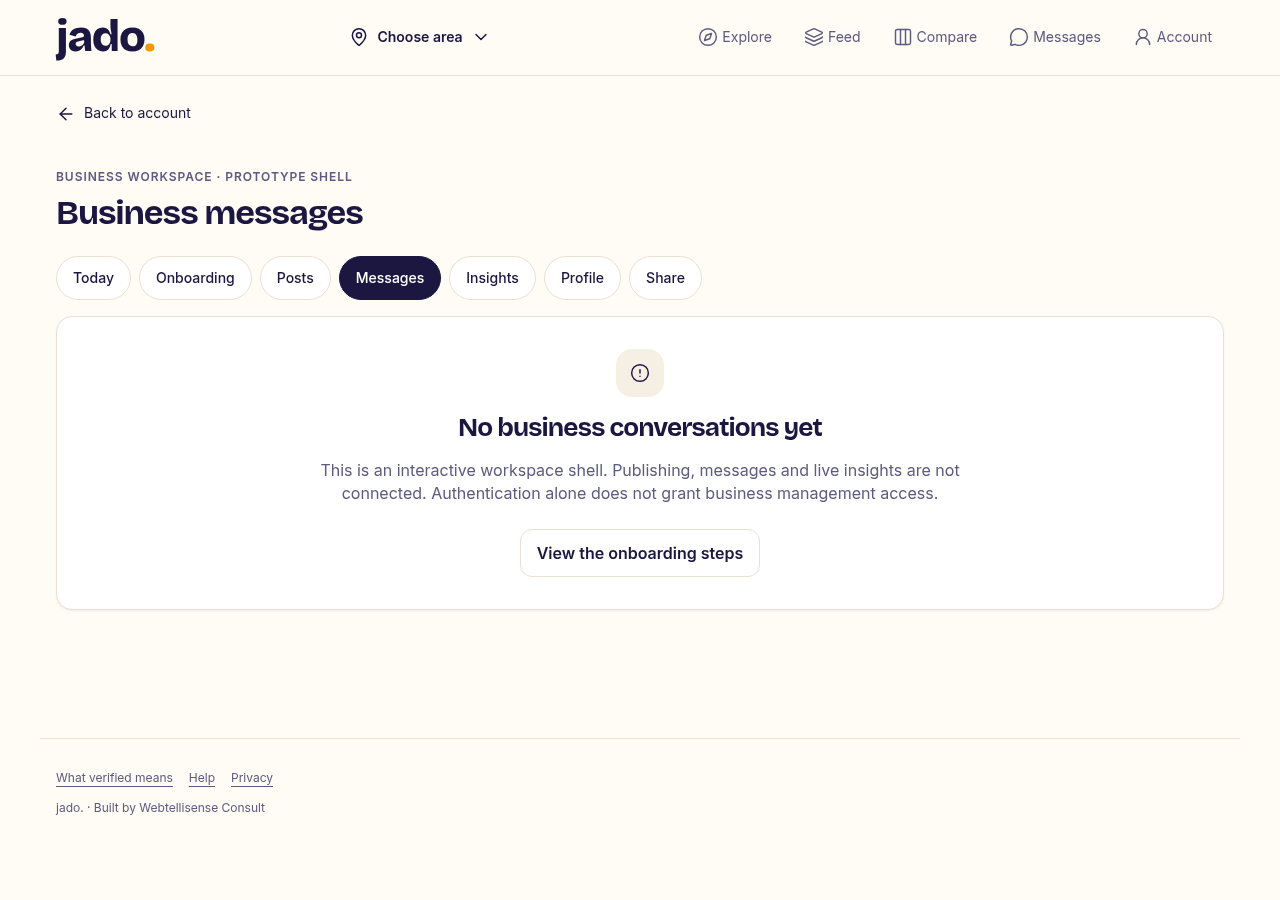 jado.
Choose area
Explore
Feed
Compare
Messages
Account
Back to account
BUSINESS WORKSPACE · PROTOTYPE SHELL
Business messages
Today
Onboarding
Posts
Messages
Insights
Profile
Share
No business conversations yet
This is an interactive workspace shell. Publishing, messages and live insights are not
connected. Authentication alone does not grant business management access.
View the onboarding steps
What verified means
Help
Privacy
jado. · Built by Webtellisense Consult